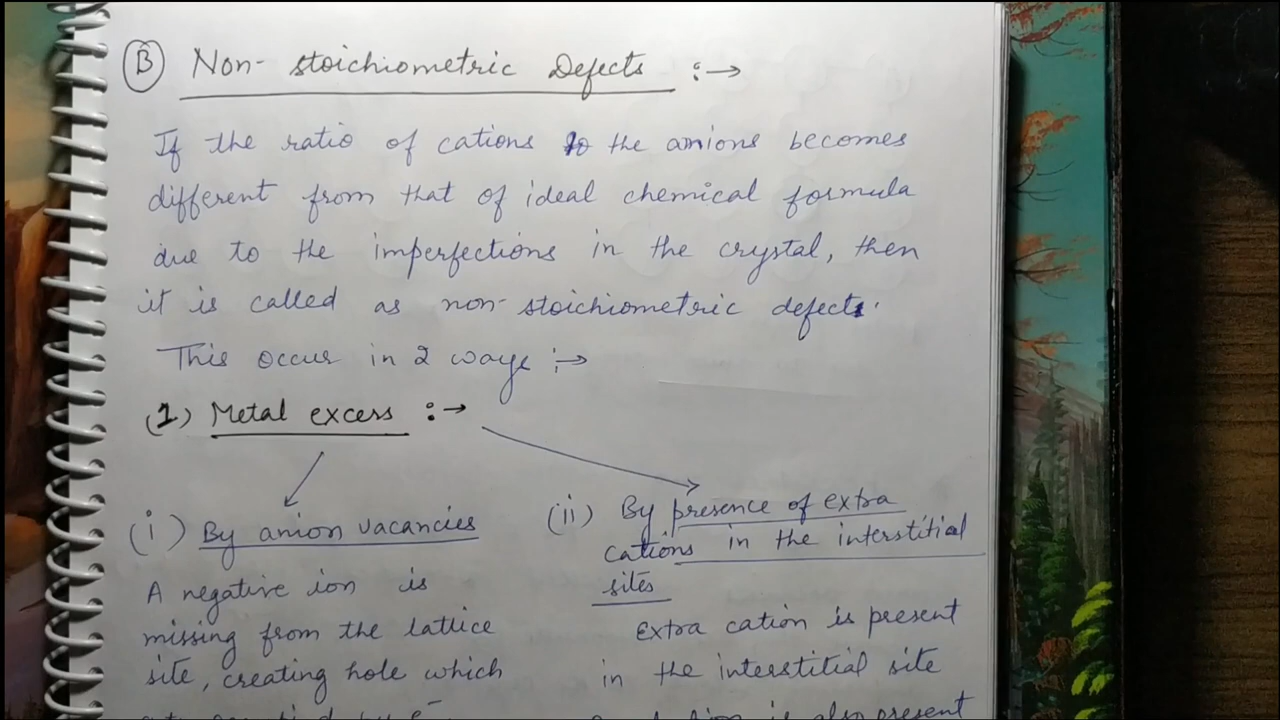 (B) Non-stoichiometric Defects :→
If the ratio of cations to the anions becomes
different from that of ideal chemical formula
due to the imperfections in the crystal, then
it is called as non-stoichiometric defects.
This occur in 2 ways :→
(1) Metal excess :→
(i) By anion vacancies
A negative ion is
missing from the lattice
site, creating hole which
(ii) By presence of extra
cations in the interstitial
sites
Extra cation is present
in the interstitial site
is also present